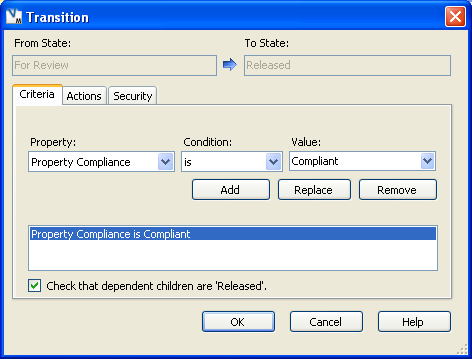 Transition
From State: To State:
For Review Released
Criteria Actions Security
Property: Condition: Value:
Property Compliance is Compliant
Add Replace Remove
Property Compliance is Compliant
Check that dependent children are 'Released'.
OK Cancel Help